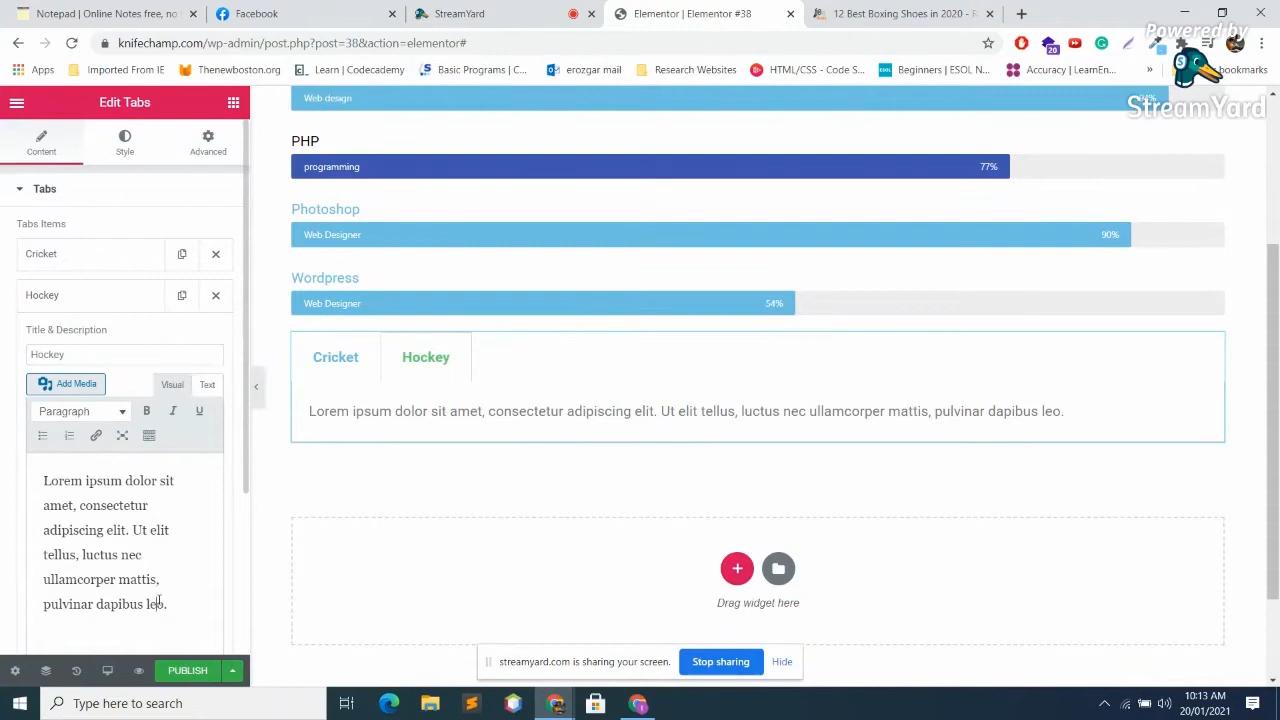 Tabs Notepad Online notes free, no
Facebook
StreamYard
Elementor | Elementor #38
12 Best Boxing Shoes in 2020 - R
Powered by
StreamYard
knifechamp.com/wp-admin/post.php?post=38&action=elementor#
20
Apps
Imported From IE
Thenewboston.org
Learn | Codecademy
Basic Programs I, C...
erozgar mail
Research Websites
HTML/CSS - Code S...
Beginners | ESOL N...
Accuracy | LearnEn...
»
bookmarks
Edit Tabs
Content
Style
Advanced
Tabs
Tabs Items
Cricket
Hockey
Title & Description
Hockey
Add Media
Visual
Text
Paragraph
B
I
U
Lorem ipsum dolor sit
amet, consectetur
adipiscing elit. Ut elit
tellus, luctus nec
ullamcorper mattis,
pulvinar dapibus leo.
PUBLISH
Web design
PHP
programming
77%
Photoshop
Web Designer
90%
Wordpress
Web Designer
54%
Cricket
Hockey
Lorem ipsum dolor sit amet, consectetur adipiscing elit. Ut elit tellus, luctus nec ullamcorper mattis, pulvinar dapibus leo.
Drag widget here
streamyard.com is sharing your screen.
Stop sharing
Hide
Type here to search
10:13 AM
20/01/2021